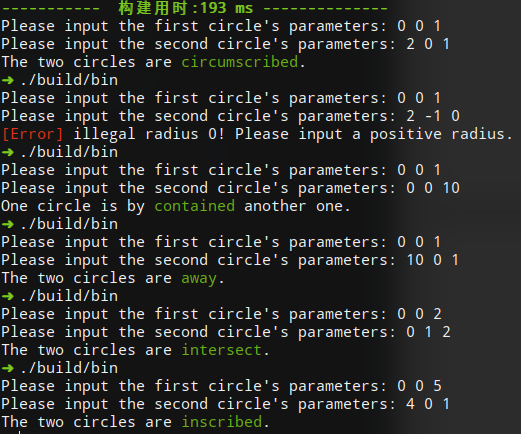 ----------- 构建用时:193 ms --------------
Please input the first circle's parameters: 0 0 1
Please input the second circle's parameters: 2 0 1
The two circles are circumscribed.
➜ ./build/bin
Please input the first circle's parameters: 0 0 1
Please input the second circle's parameters: 2 -1 0
[Error] illegal radius 0! Please input a positive radius.
➜ ./build/bin
Please input the first circle's parameters: 0 0 1
Please input the second circle's parameters: 0 0 10
One circle is by contained another one.
➜ ./build/bin
Please input the first circle's parameters: 0 0 1
Please input the second circle's parameters: 10 0 1
The two circles are away.
➜ ./build/bin
Please input the first circle's parameters: 0 0 2
Please input the second circle's parameters: 0 1 2
The two circles are intersect.
➜ ./build/bin
Please input the first circle's parameters: 0 0 5
Please input the second circle's parameters: 4 0 1
The two circles are inscribed.